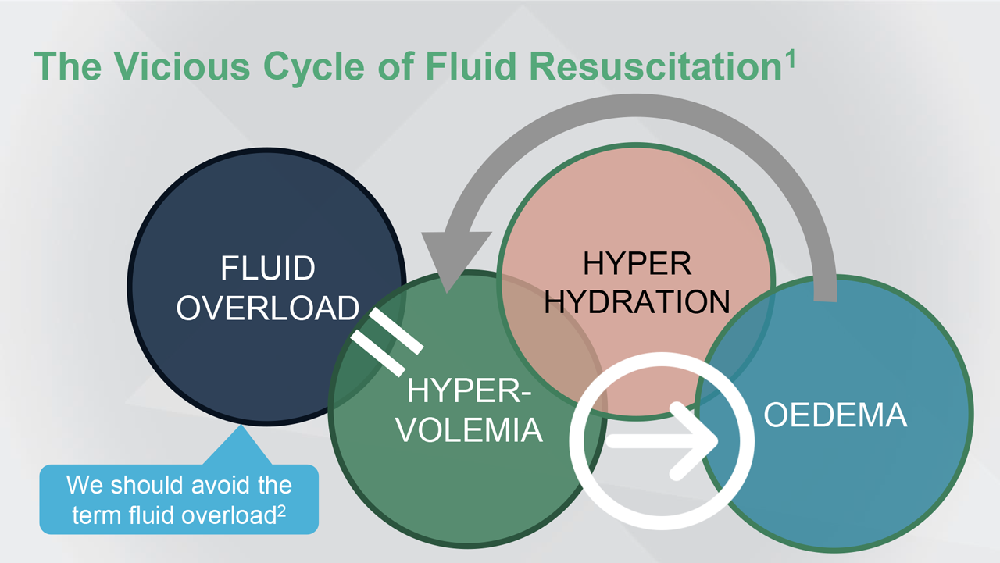 The Vicious Cycle of Fluid Resuscitation¹
FLUID
OVERLOAD
HYPER-
VOLEMIA
HYPER
HYDRATION
OEDEMA
We should avoid the
term fluid overload²